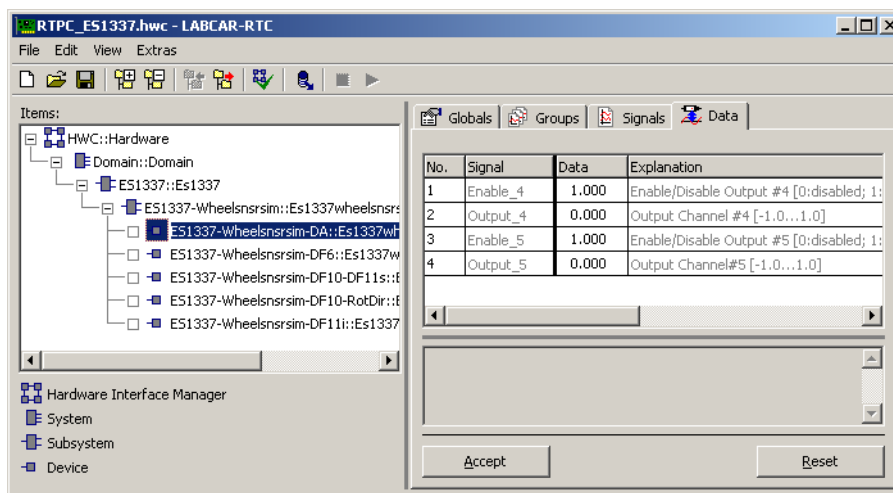 RTPC_ES1337.hwc - LABCAR-RTC
File Edit View Extras
Items:
HWC::Hardware
Domain::Domain
ES1337::Es1337
ES1337-Wheelsnsrsim::Es1337wheelsnsrs
ES1337-Wheelsnsrsim-DA::Es1337wh
ES1337-Wheelsnsrsim-DF6::Es1337w
ES1337-Wheelsnsrsim-DF10-DF11s::E
ES1337-Wheelsnsrsim-DF10-RotDir::E
ES1337-Wheelsnsrsim-DF11i::Es1337
Hardware Interface Manager
System
Subsystem
Device
Globals Groups Signals Data
No. Signal Data Explanation
1 Enable_4 1.000 Enable/Disable Output #4 [0:disabled; 1:
2 Output_4 0.000 Output Channel #4 [-1.0...1.0]
3 Enable_5 1.000 Enable/Disable Output #5 [0:disabled; 1:
4 Output_5 0.000 Output Channel#5 [-1.0...1.0]
Accept Reset